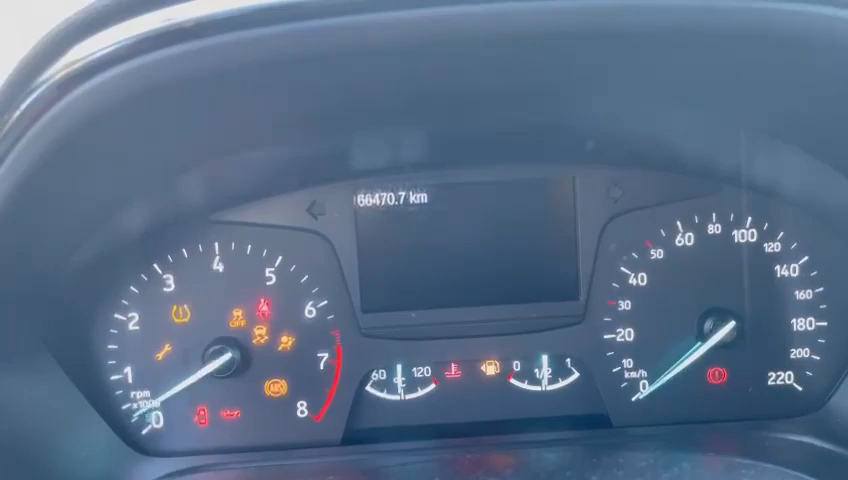 66470.7 km
1 2 3 4 5 6 7 8
rpm
x1000
0
OFF
ABS
60 120
°C
0 1/2 1
0 10 20 30 40 50 60 80 100 120 140 160 180 200 220
km/h